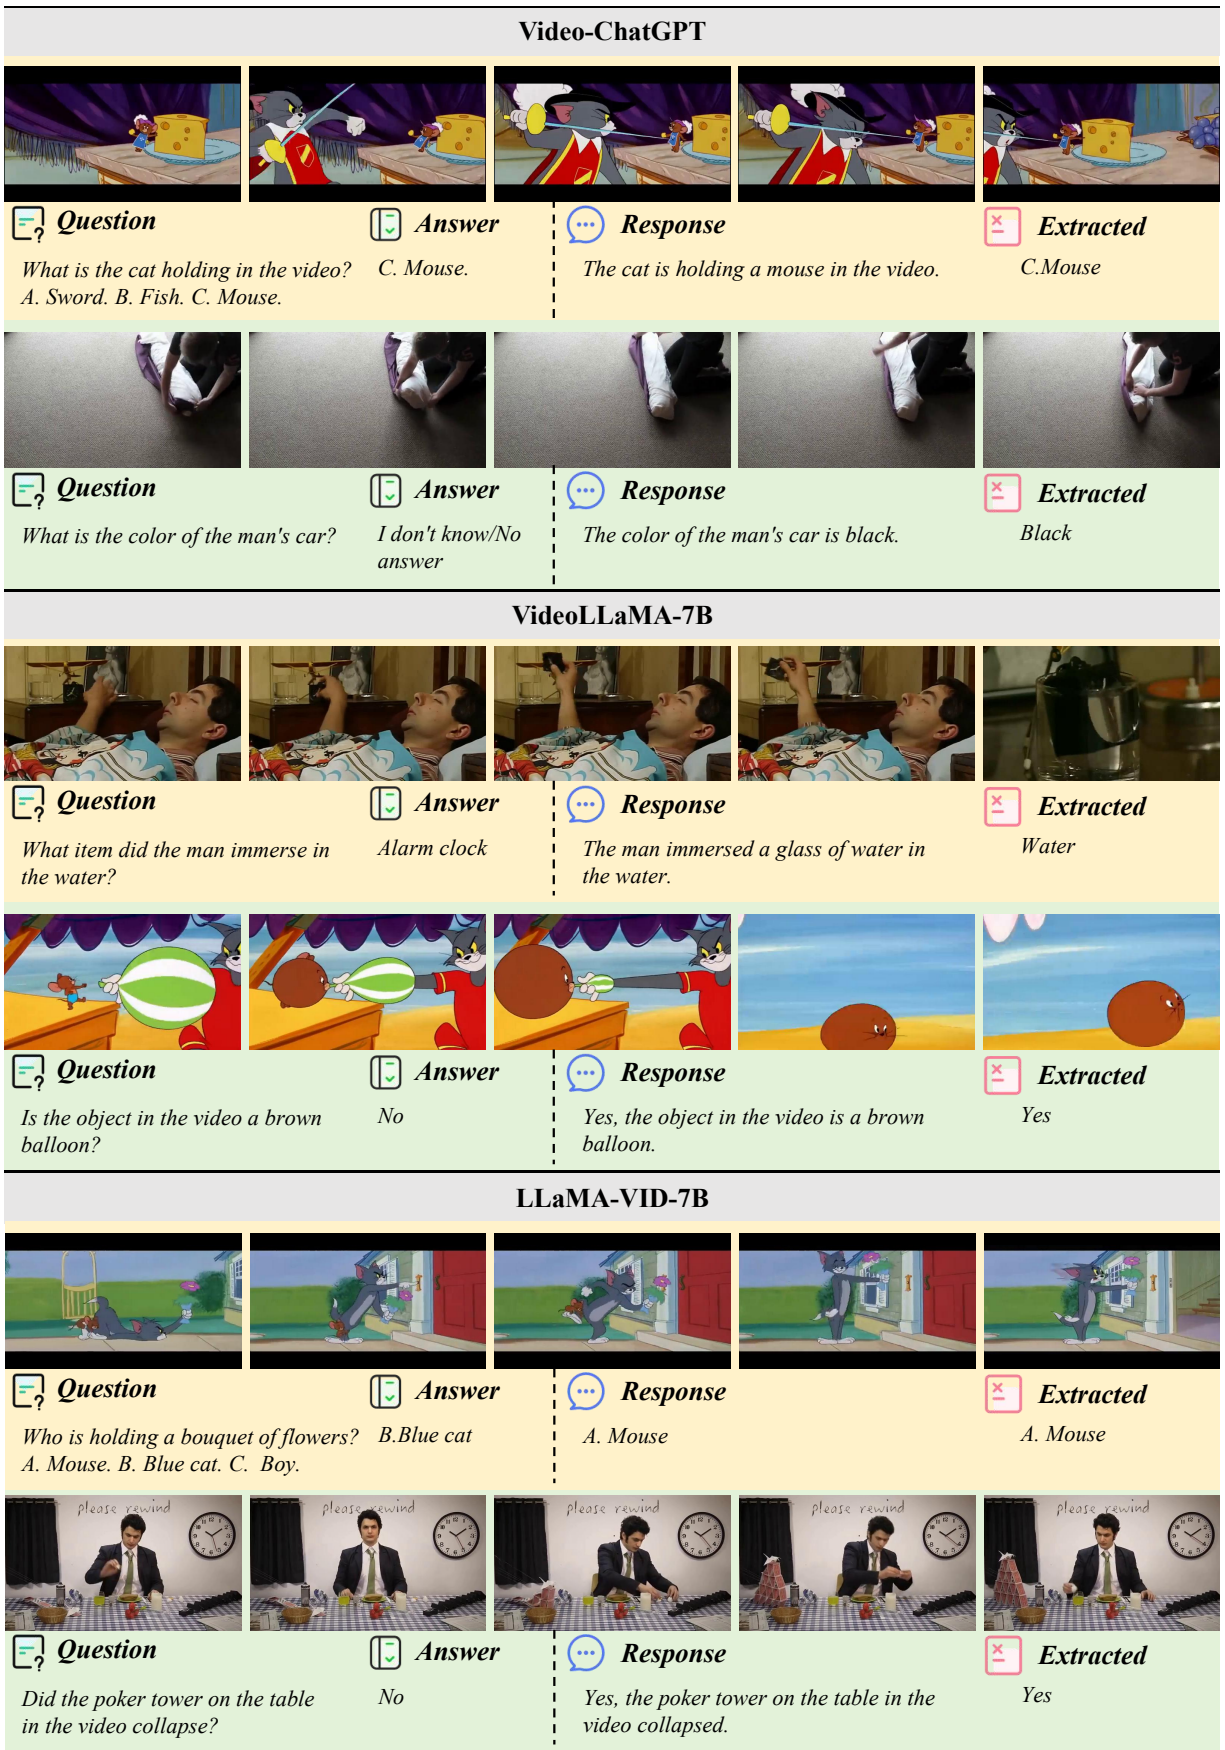 Video-ChatGPT
Question
Answer
Response
Extracted
What is the cat holding in the video?
A. Sword. B. Fish. C. Mouse.
C. Mouse.
The cat is holding a mouse in the video.
C.Mouse
Question
Answer
Response
Extracted
What is the color of the man's car?
I don't know/No
answer
The color of the man's car is black.
Black
VideoLLaMA-7B
Question
Answer
Response
Extracted
What item did the man immerse in
the water?
Alarm clock
The man immersed a glass of water in
the water.
Water
Question
Answer
Response
Extracted
Is the object in the video a brown
balloon?
No
Yes, the object in the video is a brown
balloon.
Yes
LLaMA-VID-7B
Question
Answer
Response
Extracted
Who is holding a bouquet of flowers?
A. Mouse. B. Blue cat. C. Boy.
B.Blue cat
A. Mouse
A. Mouse
please rewind
please rewind
please rewind
please rewind
please rewind
Question
Answer
Response
Extracted
Did the poker tower on the table
in the video collapse?
No
Yes, the poker tower on the table in the
video collapsed.
Yes